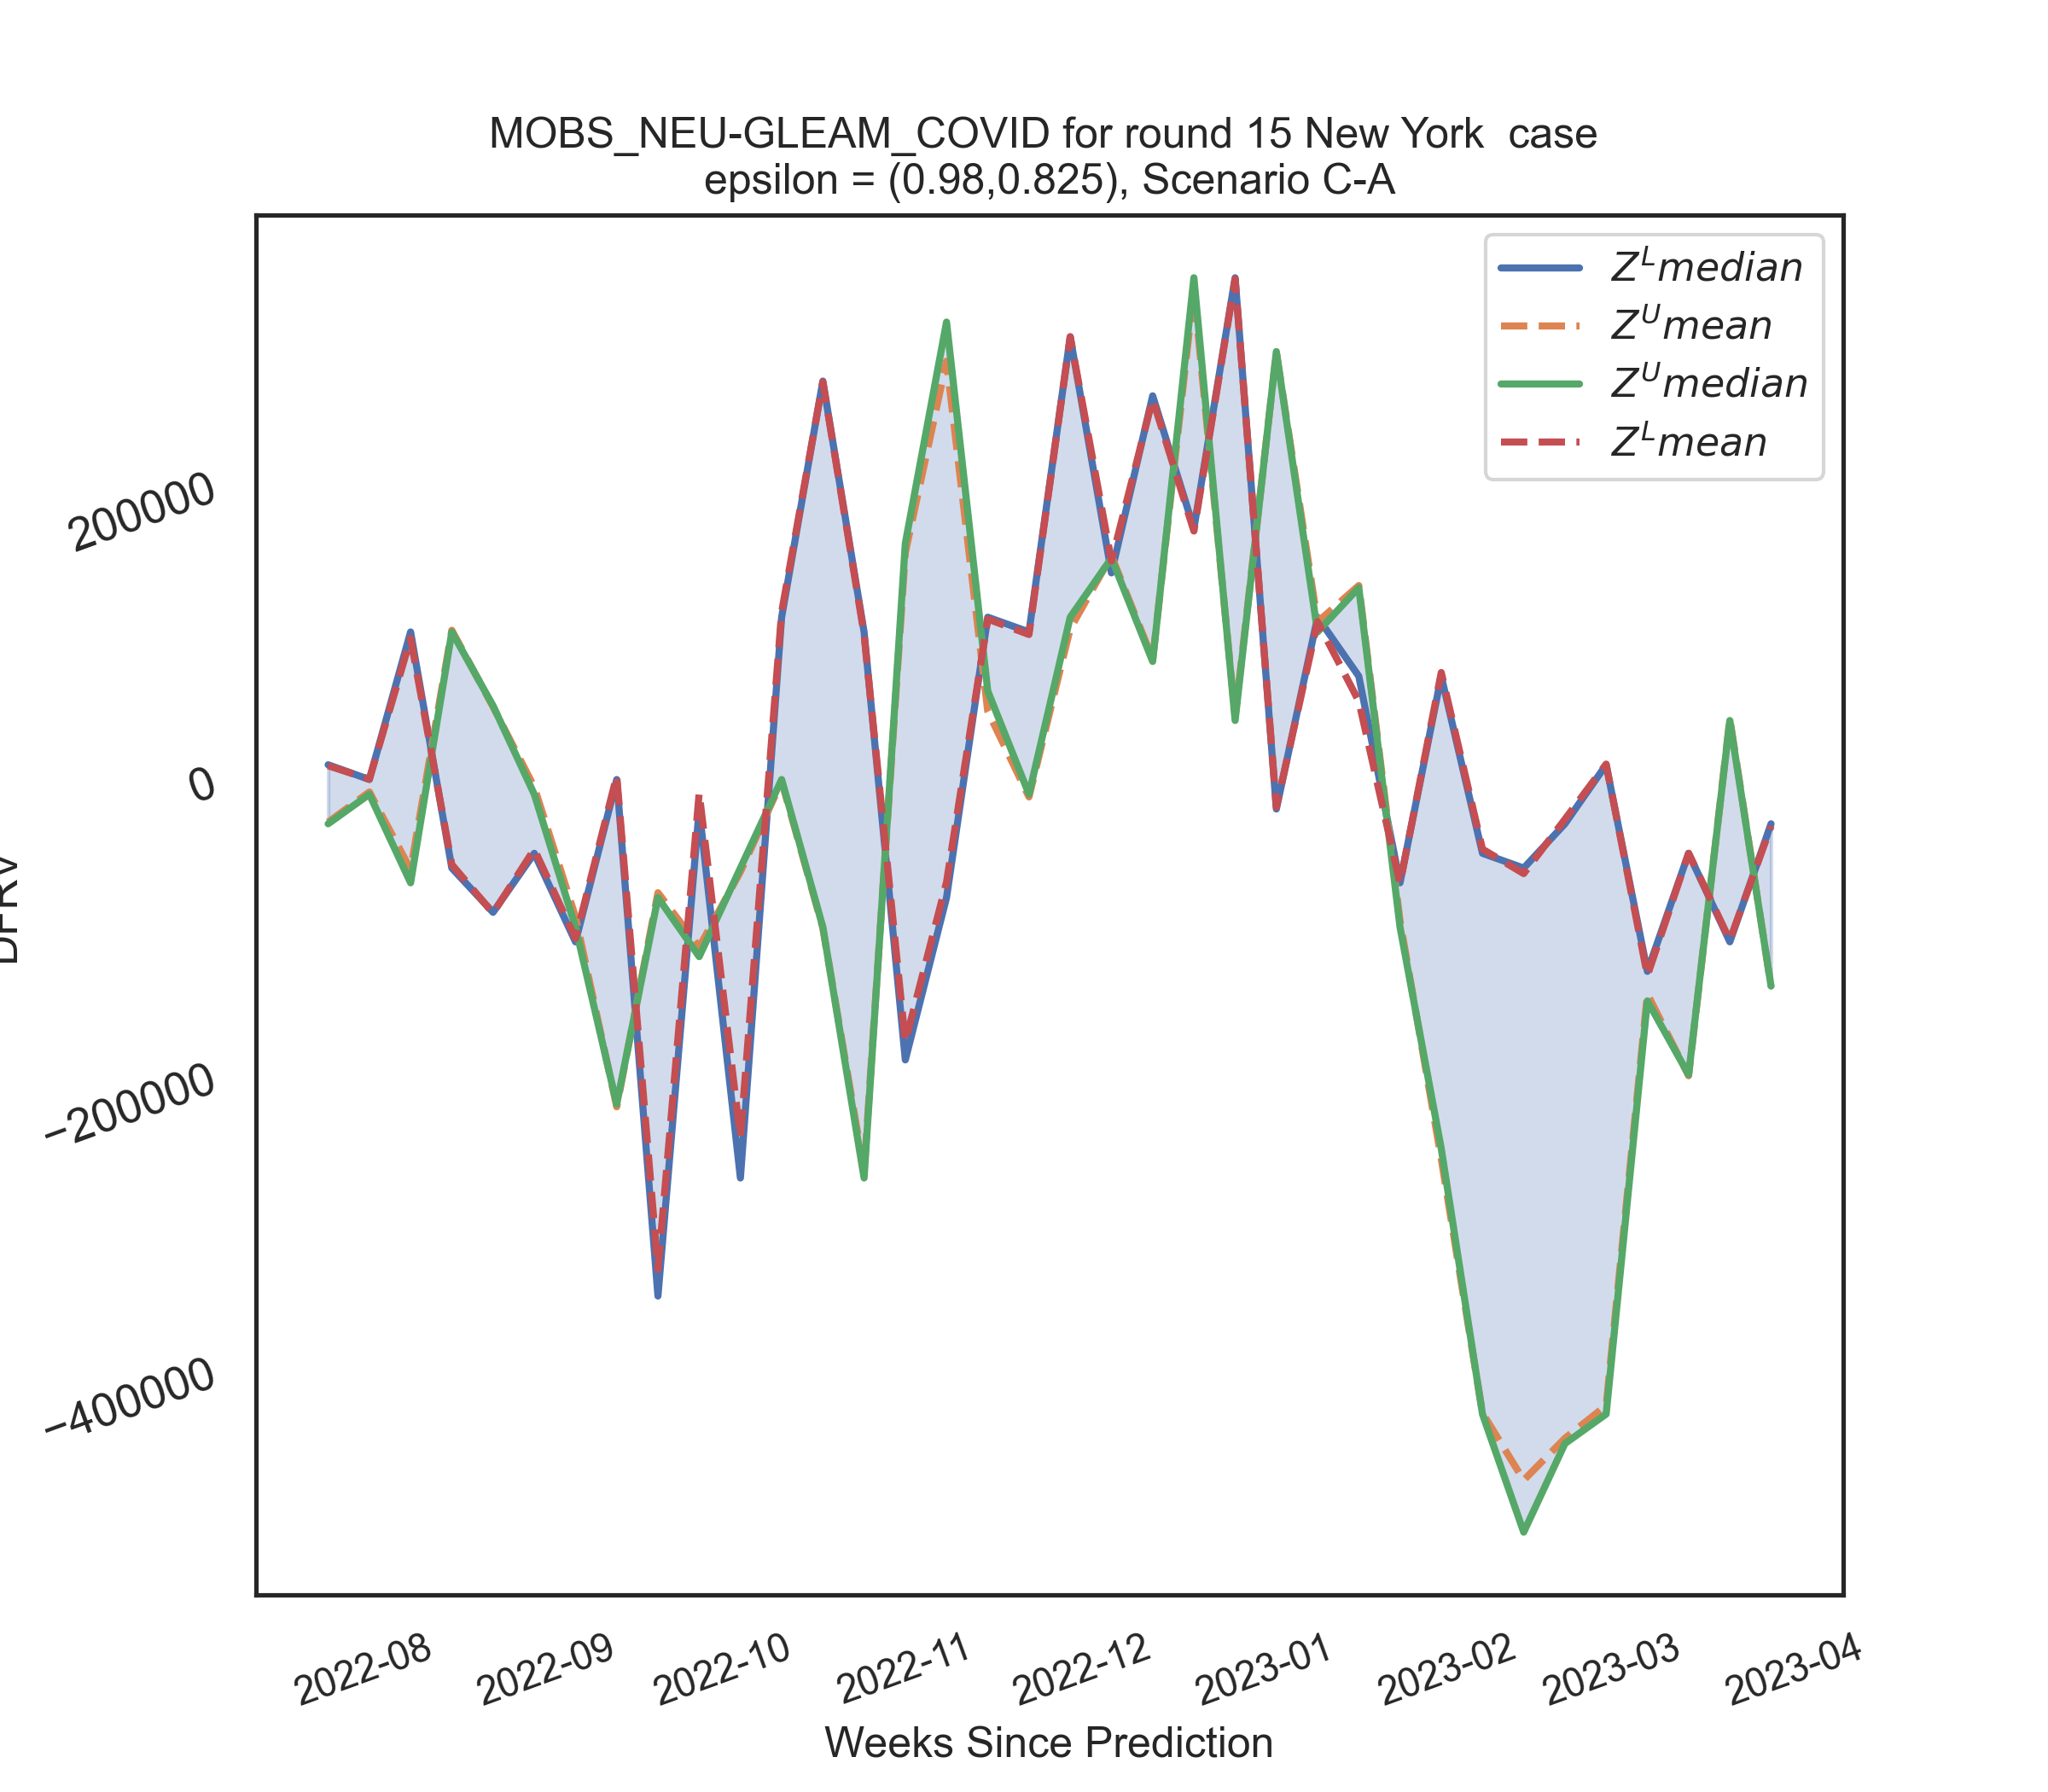 MOBS_NEU-GLEAM_COVID for round 15 New York  case
epsilon = (0.98,0.825), Scenario C-A
Z^L median
Z^U mean
Z^U median
Z^L mean
200000
0
−200000
−400000
2022-08
2022-09
2022-10
2022-11
2022-12
2023-01
2023-02
2023-03
2023-04
Weeks Since Prediction